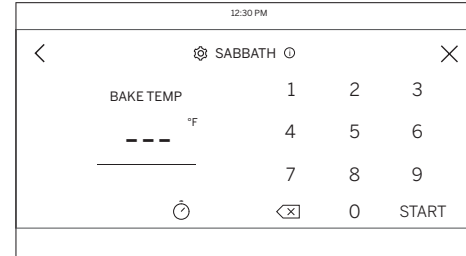 12:30 PM
SABBATH
BAKE TEMP
--- °F
1 2 3
4 5 6
7 8 9
0 START